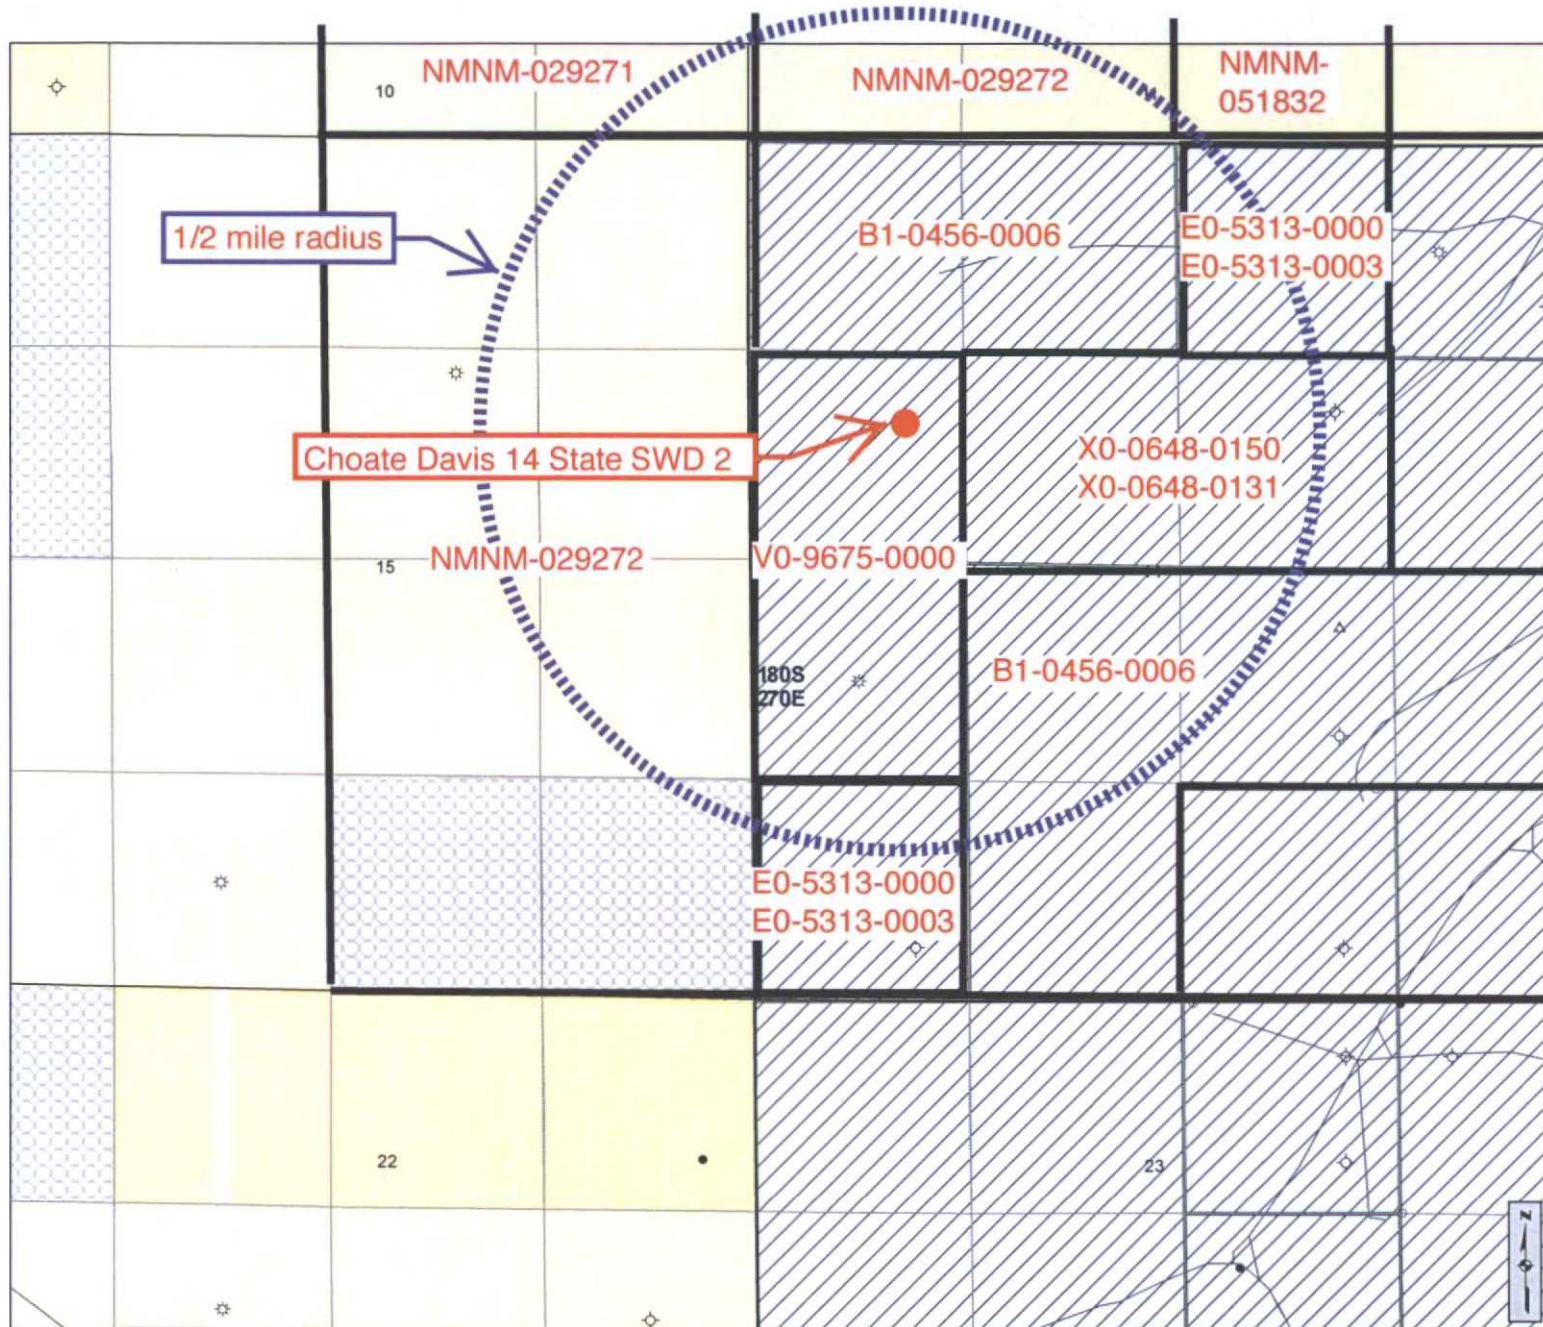 NMNM-029271
NMNM-029272
NMNM-
051832
10
1/2 mile radius
B1-0456-0006
E0-5313-0000
E0-5313-0003
Choate Davis 14 State SWD 2
X0-0648-0150
X0-0648-0131
15
NMNM-029272
V0-9675-0000
180S
270E
B1-0456-0006
E0-5313-0000
E0-5313-0003
22
23
N